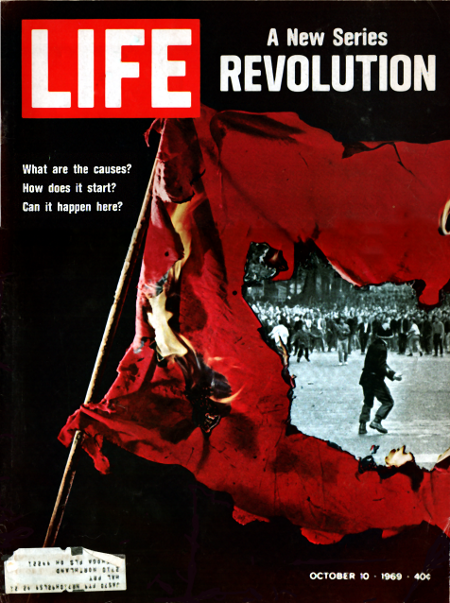 LIFE
A New Series
REVOLUTION
What are the causes?
How does it start?
Can it happen here?
OCTOBER 10 · 1969 · 40¢